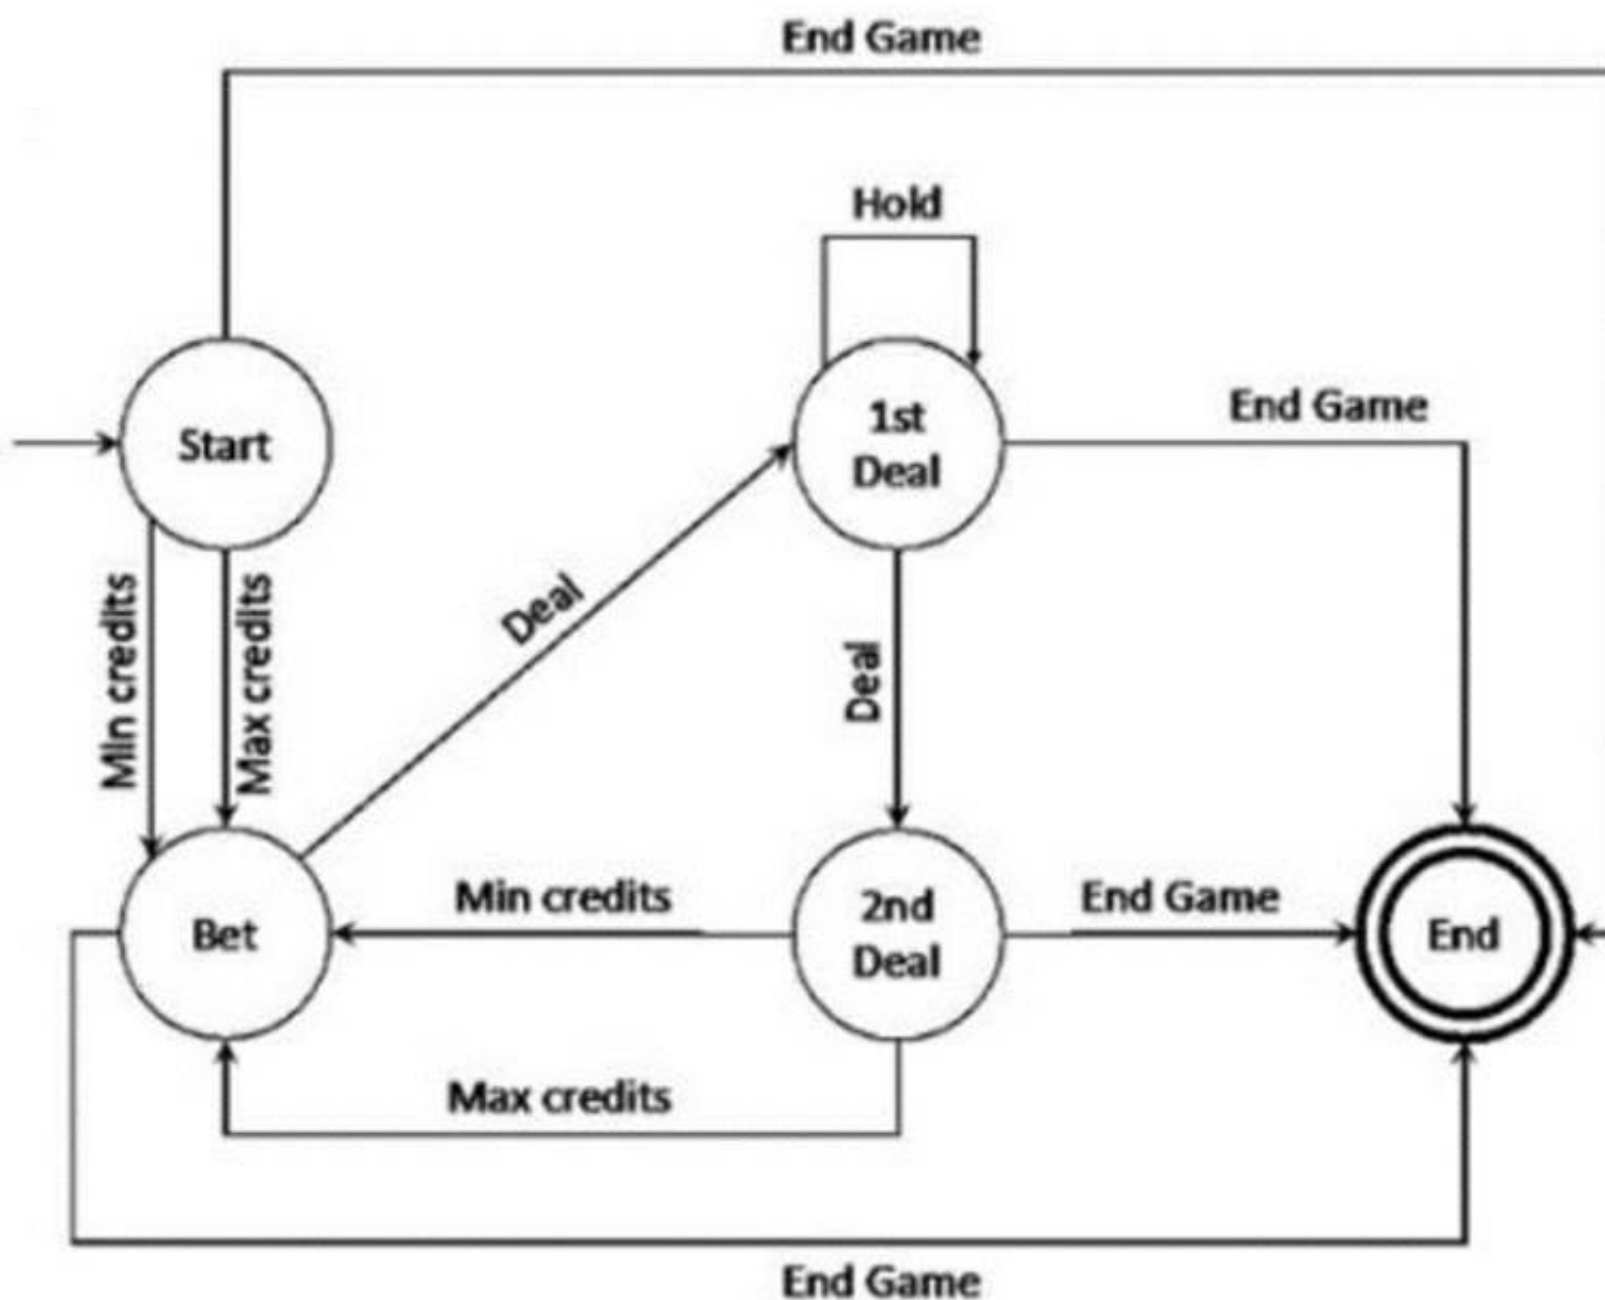 End Game
Hold
1st
Deal
End Game
Start
Min credits
Max credits
Deal
Deal
Min credits
2nd
Deal
End Game
Bet
End
Max credits
End Game